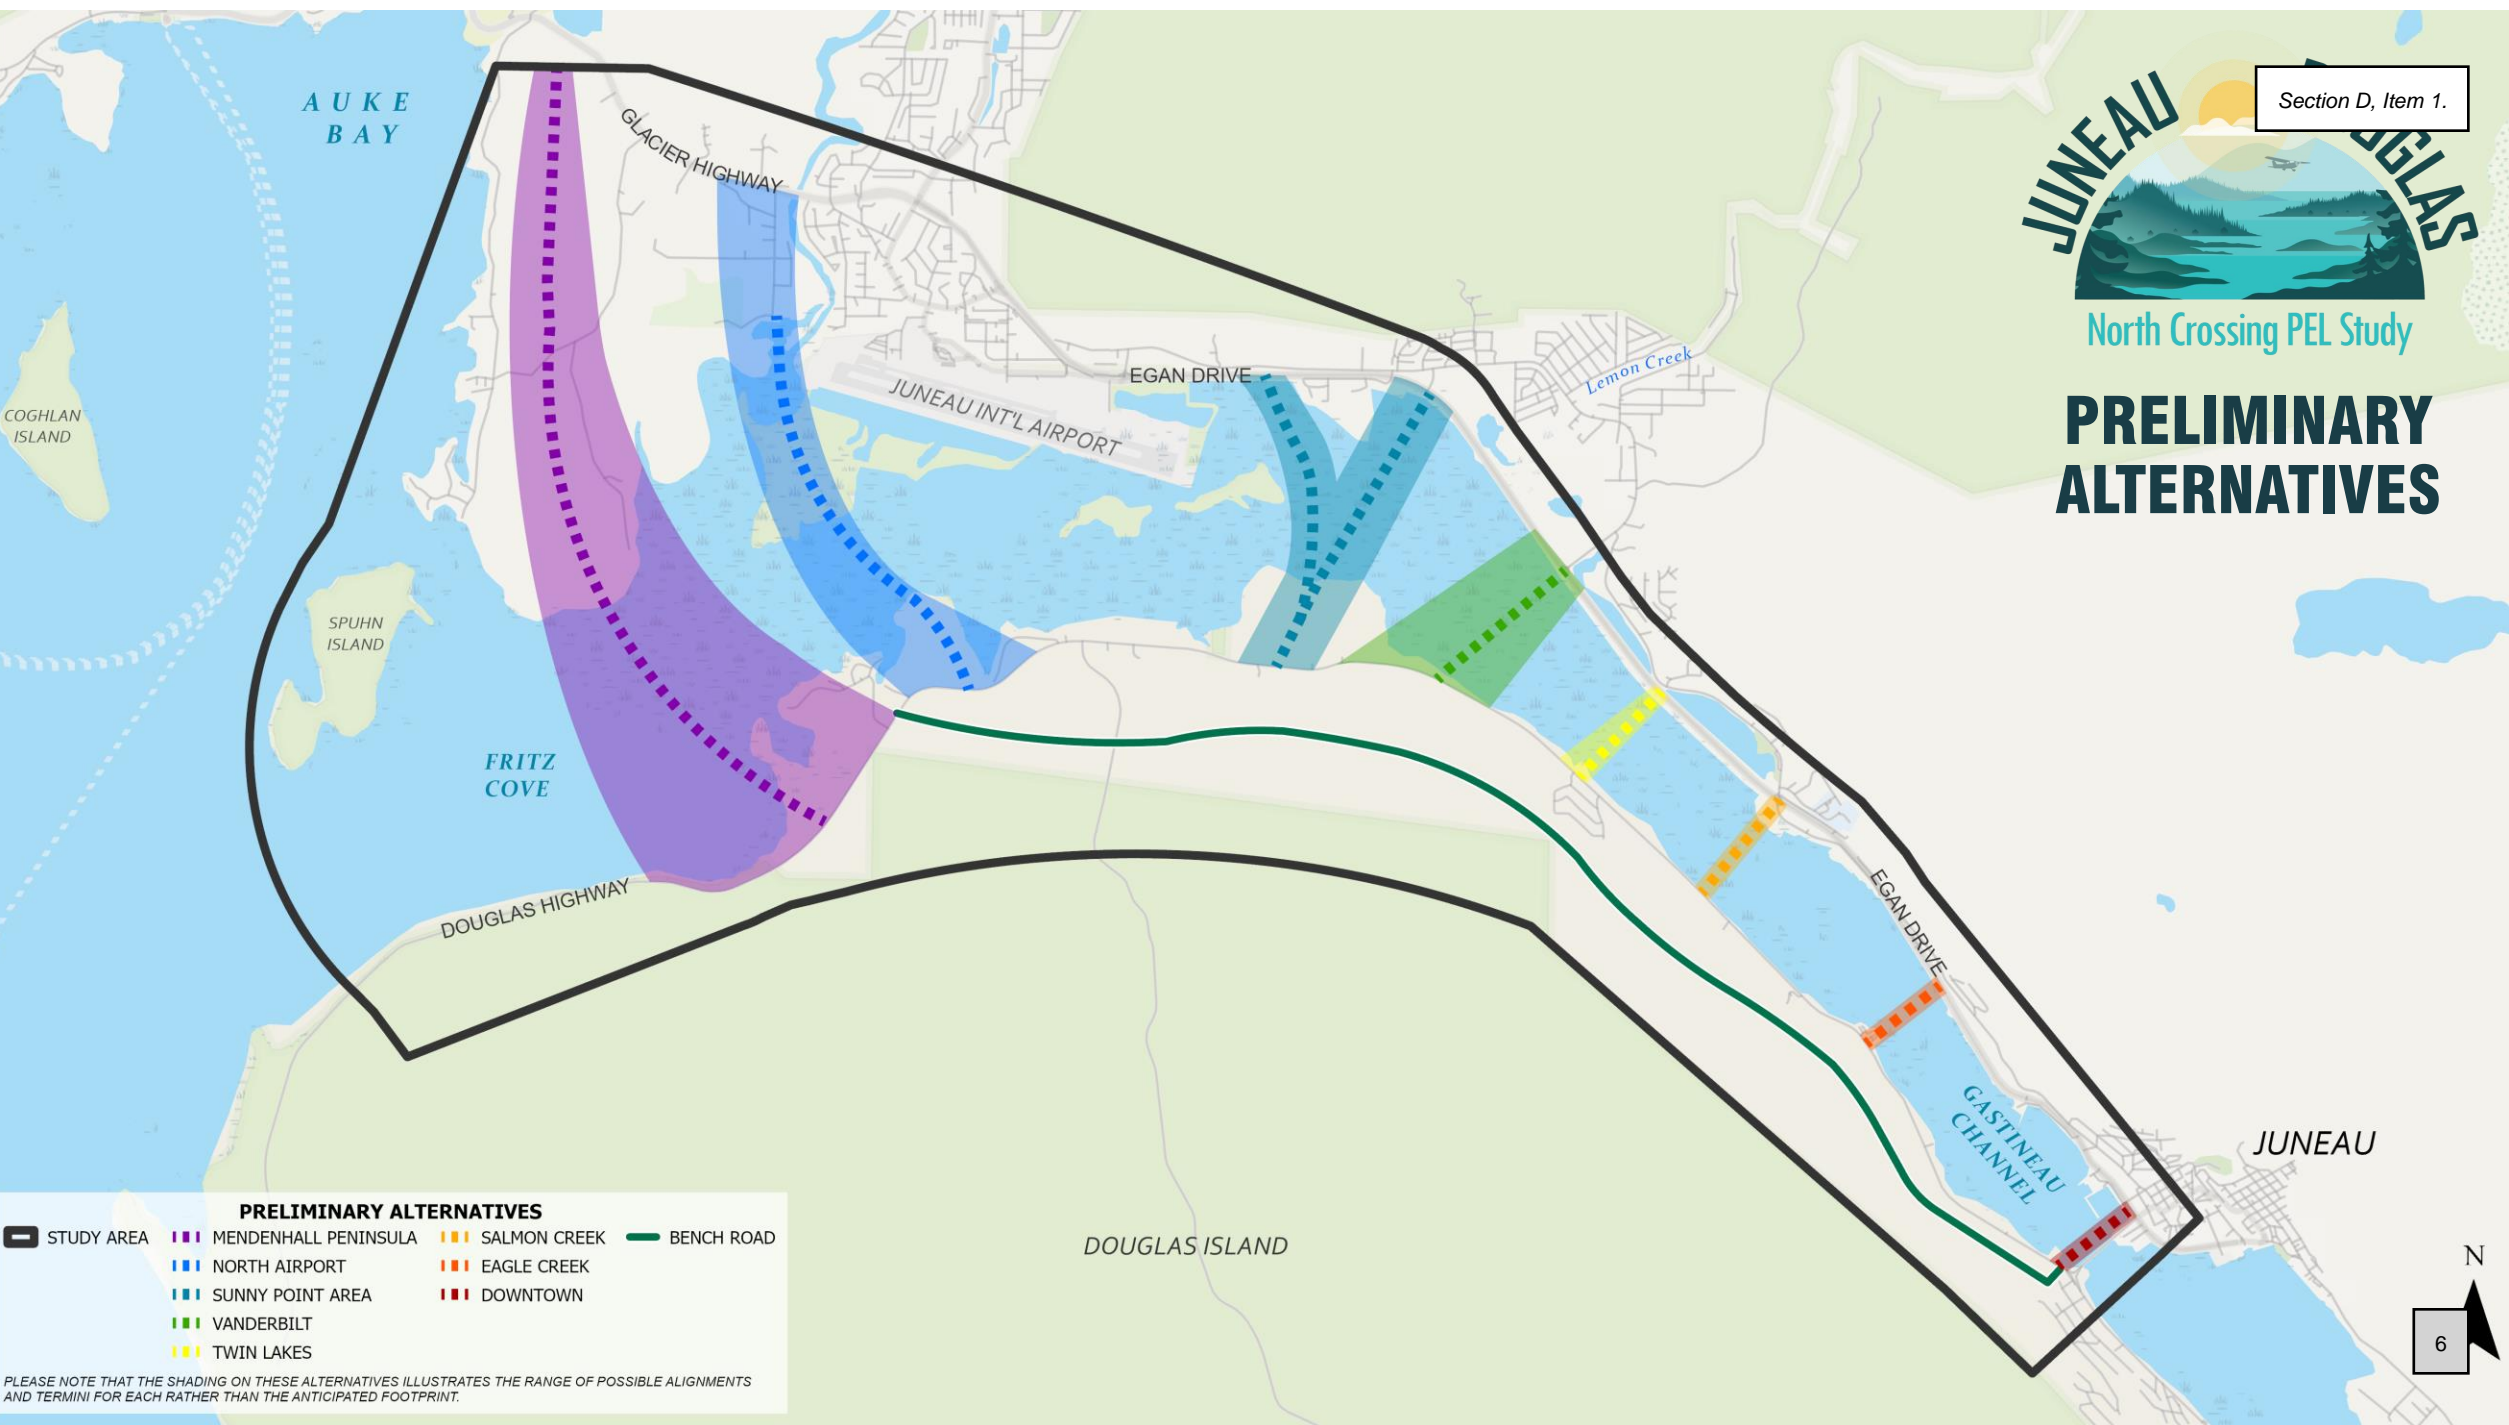 Section D, Item 1.
JUNEAU
GLAS
North Crossing PEL Study
PRELIMINARY
ALTERNATIVES
AUKE
BAY
GLACIER HIGHWAY
EGAN DRIVE
JUNEAU INT'L AIRPORT
Lemon Creek
COGHLAN
ISLAND
SPUHN
ISLAND
FRITZ
COVE
DOUGLAS HIGHWAY
EGAN DRIVE
GASTINEAU
CHANNEL
JUNEAU
DOUGLAS ISLAND
N
6
PRELIMINARY ALTERNATIVES
STUDY AREA
MENDENHALL PENINSULA
NORTH AIRPORT
SUNNY POINT AREA
VANDERBILT
TWIN LAKES
SALMON CREEK
EAGLE CREEK
DOWNTOWN
BENCH ROAD
PLEASE NOTE THAT THE SHADING ON THESE ALTERNATIVES ILLUSTRATES THE RANGE OF POSSIBLE ALIGNMENTS
AND TERMINI FOR EACH RATHER THAN THE ANTICIPATED FOOTPRINT.